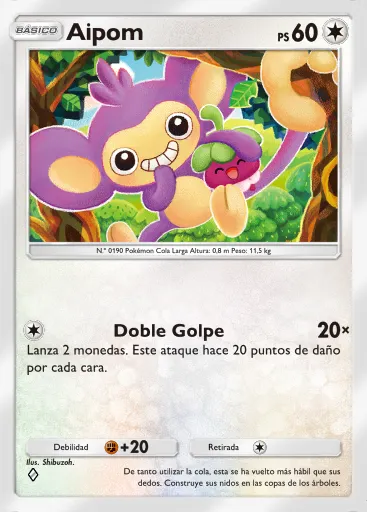 BÁSICO Aipom PS 60
N.º 0190 Pokémon Cola Larga Altura: 0,8 m Peso: 11,5 kg
Doble Golpe 20×
Lanza 2 monedas. Este ataque hace 20 puntos de daño
por cada cara.
Debilidad +20 Retirada
Ilus. Shibuzoh.
De tanto utilizar la cola, esta se ha vuelto más hábil que sus
dedos. Construye sus nidos en las copas de los árboles.